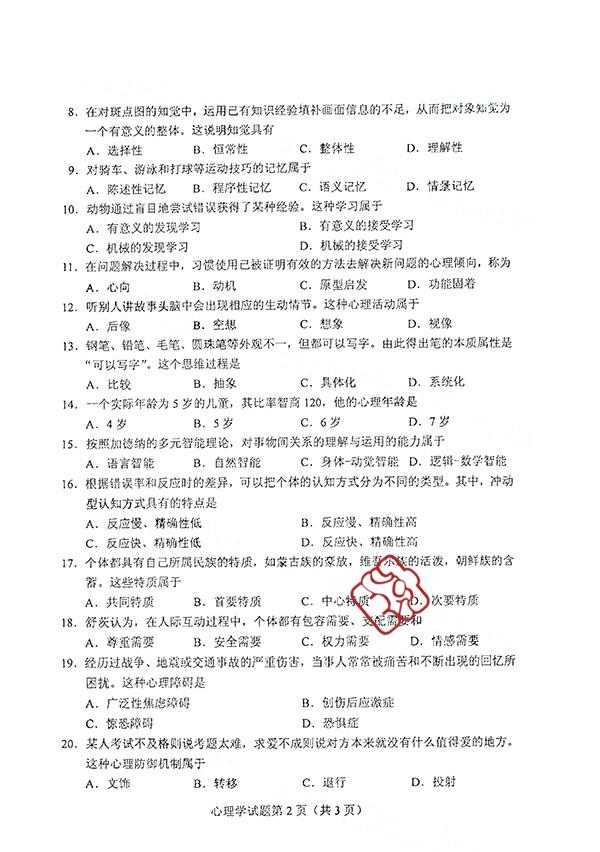 8．在对斑点图的知觉中，运用已有知识经验填补画面信息的不足，从而把对象知觉为
一个有意义的整体。这说明知觉具有
A．选择性 B．恒常性 C．整体性 D．理解性
9．对骑车、游泳和打球等运动技巧的记忆属于
A．陈述性记忆 B．程序性记忆 C．语义记忆 D．情景记忆
10．动物通过盲目地尝试错误获得了某种经验。这种学习属于
A．有意义的发现学习 B．有意义的接受学习
C．机械的发现学习 D．机械的接受学习
11．在问题解决过程中，习惯使用已被证明有效的方法去解决新问题的心理倾向，称为
A．心向 B．动机 C．原型启发 D．功能固着
12．听别人讲故事头脑中会出现相应的生动情节。这种心理活动属于
A．后像 B．空想 C．想象 D．视像
13．钢笔、铅笔、毛笔、圆珠笔等外观不一，但都可以写字。由此得出笔的本质属性是
“可以写字”。这个思维过程是
A．比较 B．抽象 C．具体化 D．系统化
14．一个实际年龄为 5 岁的儿童，其比率智商 120，他的心理年龄是
A．4 岁 B．5 岁 C．6 岁 D．7 岁
15．按照加德纳的多元智能理论，对事物间关系的理解与运用的能力属于
A．语言智能 B．自然智能 C．身体-动觉智能 D．逻辑-数学智能
16．根据错误率和反应时的差异，可以把个体的认知方式分为不同的类型。其中，冲动
型认知方式具有的特点是
A．反应慢、精确性低 B．反应慢、精确性高
C．反应快、精确性低 D．反应快、精确性高
17．个体都具有自己所属民族的特质，如蒙古族的豪放，维吾尔族的活泼，朝鲜族的含
蓄。这些特质属于
A．共同特质 B．首要特质 C．中心特质 D．次要特质
18．舒茨认为，在人际互动过程中，个体都有包容需要、支配需要和
A．尊重需要 B．安全需要 C．权力需要 D．情感需要
19．经历过战争、地震或交通事故的严重伤害，当事人常常被痛苦和不断出现的回忆所
困扰。这种心理障碍是
A．广泛性焦虑障碍 B．创伤后应激症
C．惊恐障碍 D．恐惧症
20．某人考试不及格则说考题太难，求爱不成则说对方本来就没有什么值得爱的地方。
这种心理防御机制属于
A．文饰 B．转移 C．退行 D．投射
心理学试题第 2 页（共 3 页）